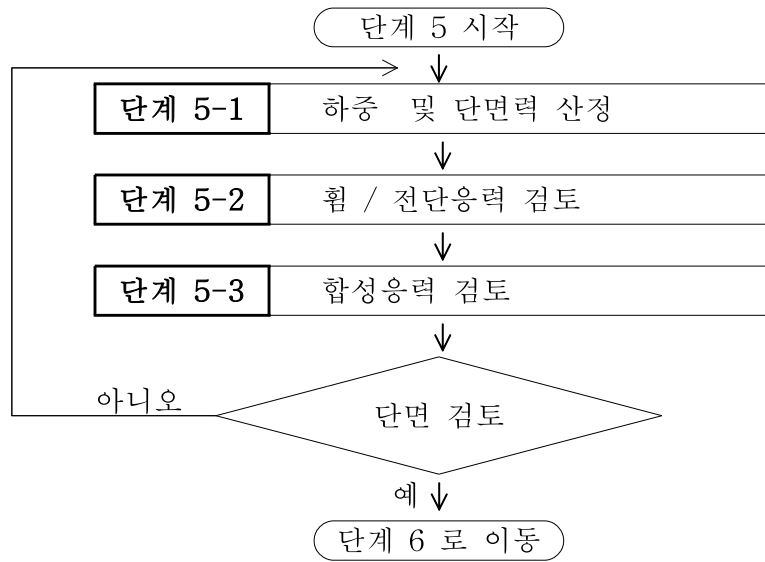 단계 5 시작
단계 5-1 하중 및 단면력 산정
단계 5-2 휨 / 전단응력 검토
단계 5-3 합성응력 검토
아니오
단면 검토
예
단계 6 로 이동